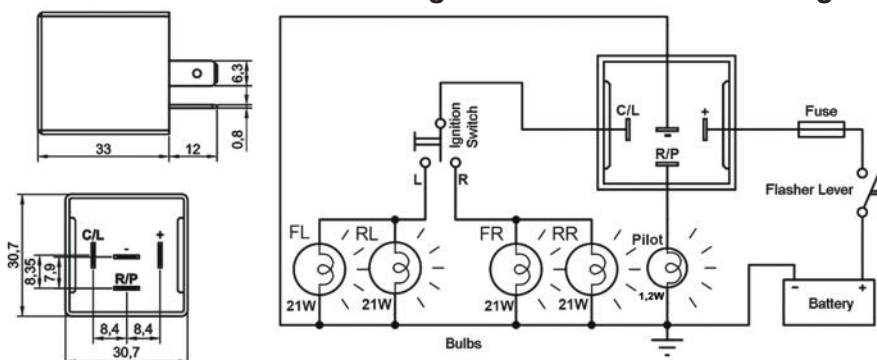 33
12
6,3
0,8
C/L
-
+
R/P
30,7
8,35
7,9
8,4
8,4
30,7
Ignition
Switch
L
R
C/L
-
+
R/P
Fuse
Flasher Lever
FL
RL
FR
RR
Pilot
21W
21W
21W
21W
1,2W
- +
Battery
Bulbs